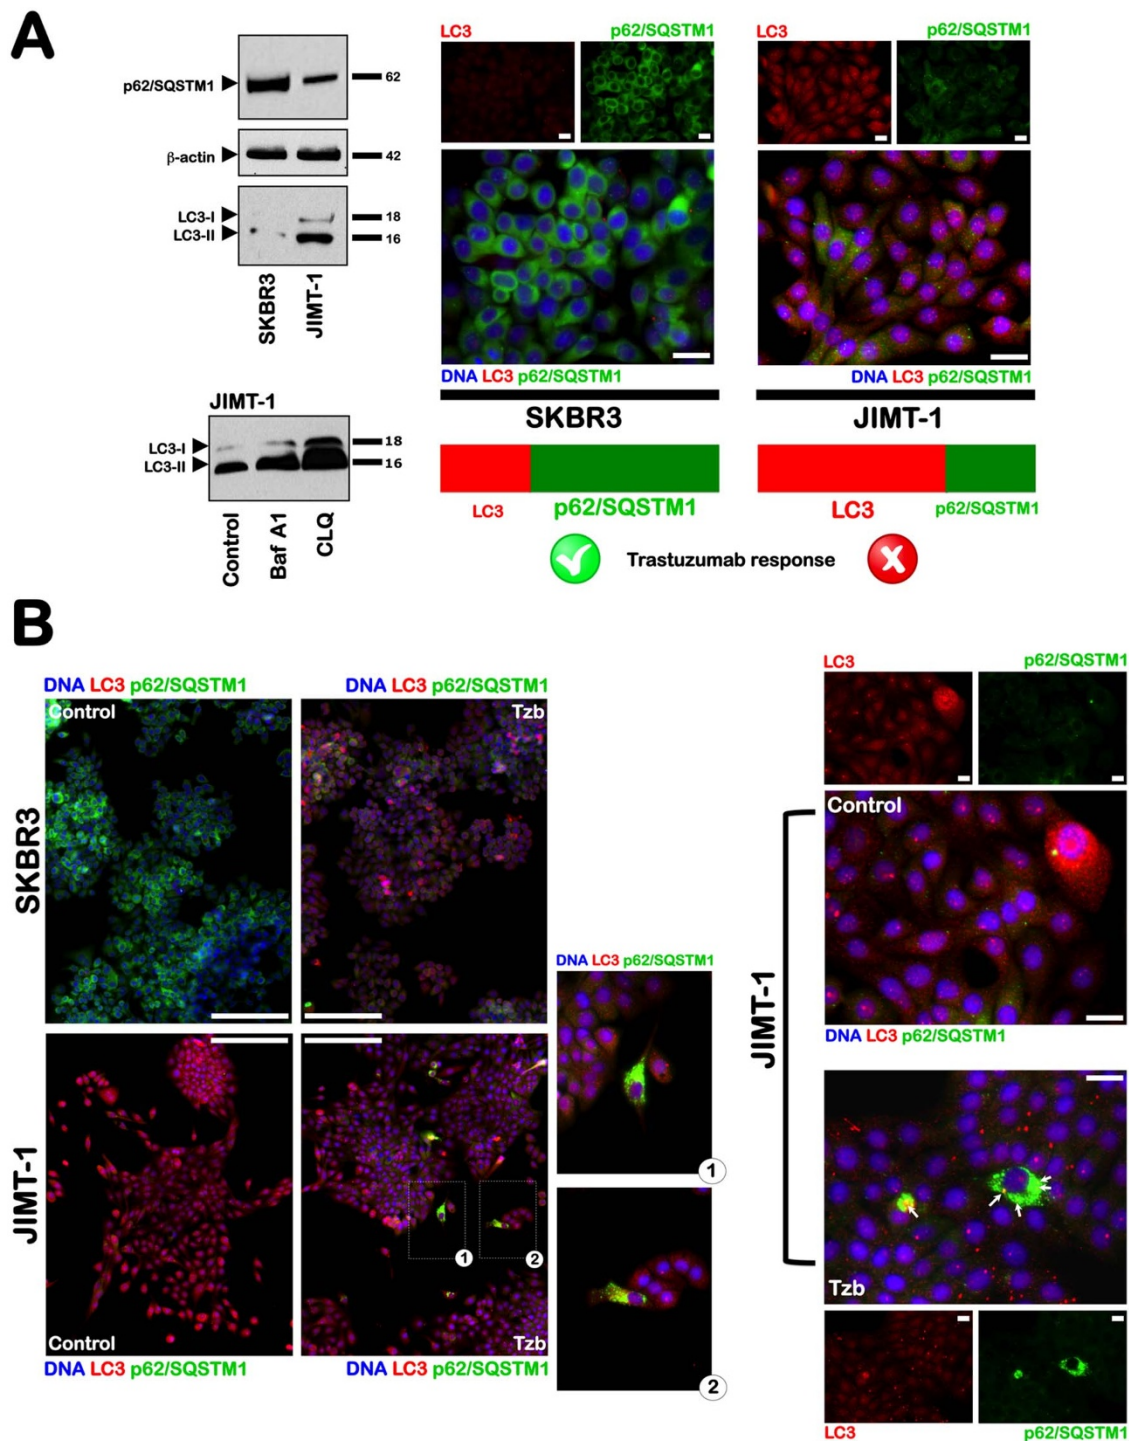 A
p62/SQSTM1
62
β-actin
42
LC3-I
18
LC3-II
16
SKBR3
JIMT-1
JIMT-1
LC3-I
18
LC3-II
16
Control
Baf A1
CLQ
LC3 p62/SQSTM1
DNA LC3 p62/SQSTM1
SKBR3
LC3 p62/SQSTM1
LC3 p62/SQSTM1
DNA LC3 p62/SQSTM1
JIMT-1
LC3 p62/SQSTM1
Trastuzumab response
B
DNA LC3 p62/SQSTM1
DNA LC3 p62/SQSTM1
Control
Tzb
SKBR3
JIMT-1
1
2
Control
Tzb
DNA LC3 p62/SQSTM1
DNA LC3 p62/SQSTM1
DNA LC3 p62/SQSTM1
1
2
LC3 p62/SQSTM1
Control
DNA LC3 p62/SQSTM1
JIMT-1
Tzb
LC3 p62/SQSTM1